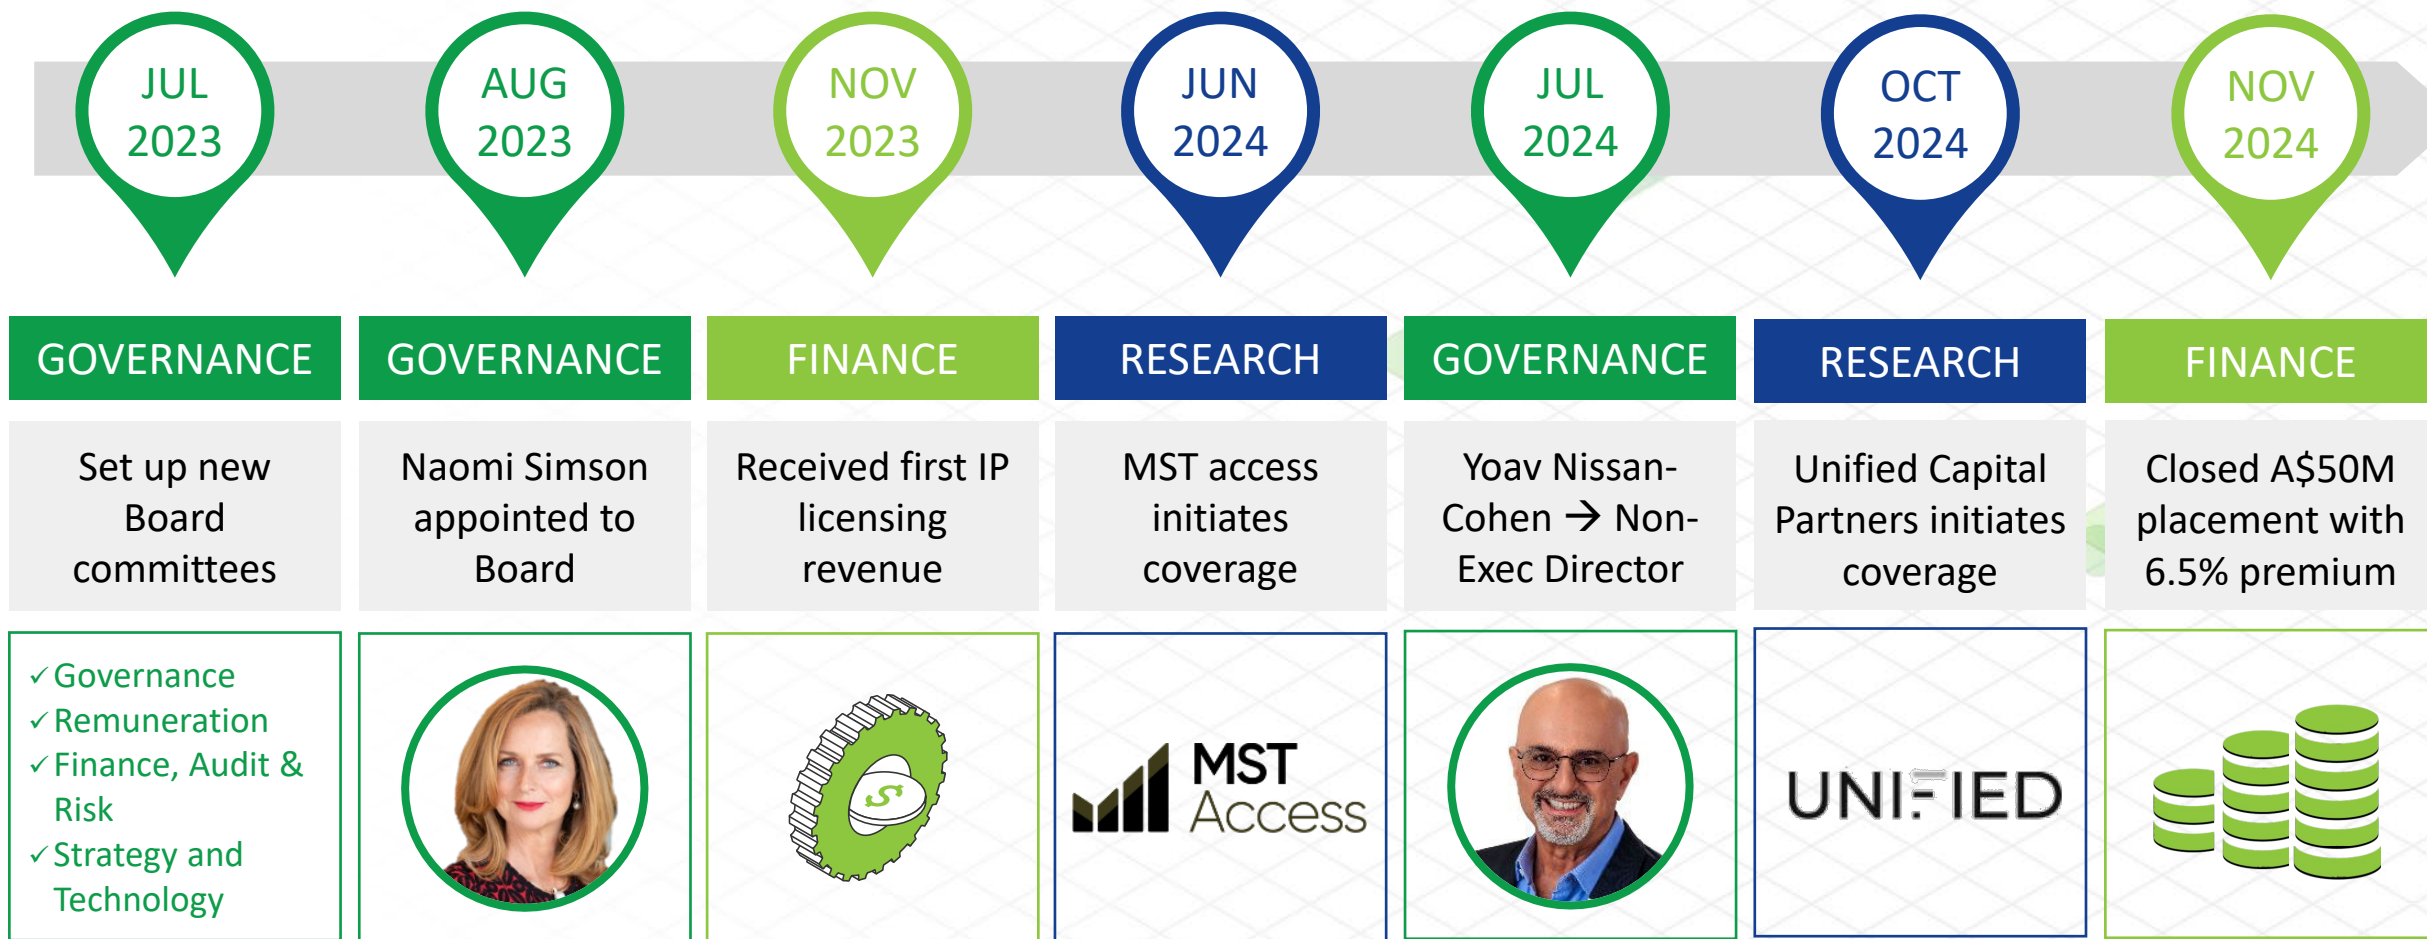 JUL
2023
AUG
2023
NOV
2023
JUN
2024
JUL
2024
OCT
2024
NOV
2024
GOVERNANCE
GOVERNANCE
FINANCE
RESEARCH
GOVERNANCE
RESEARCH
FINANCE
Set up new
Board
committees
Naomi Simson
appointed to
Board
Received first IP
licensing
revenue
MST access
initiates
coverage
Yoav Nissan-
Cohen → Non-
Exec Director
Unified Capital
Partners initiates
coverage
Closed A$50M
placement with
6.5% premium
✓ Governance
✓ Remuneration
✓ Finance, Audit &
Risk
✓ Strategy and
Technology
$
MST
Access
UNIFIED